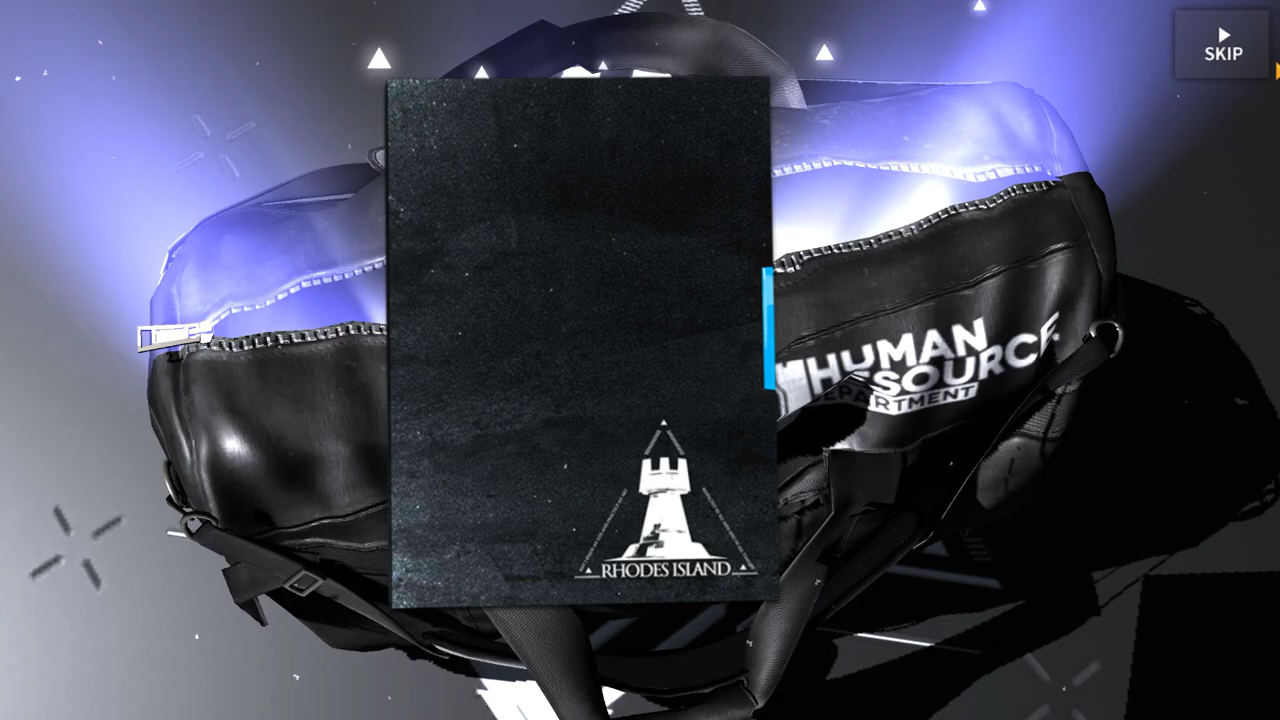 SKIP
HUMAN
RESOURCE
DEPARTMENT
RHODES ISLAND